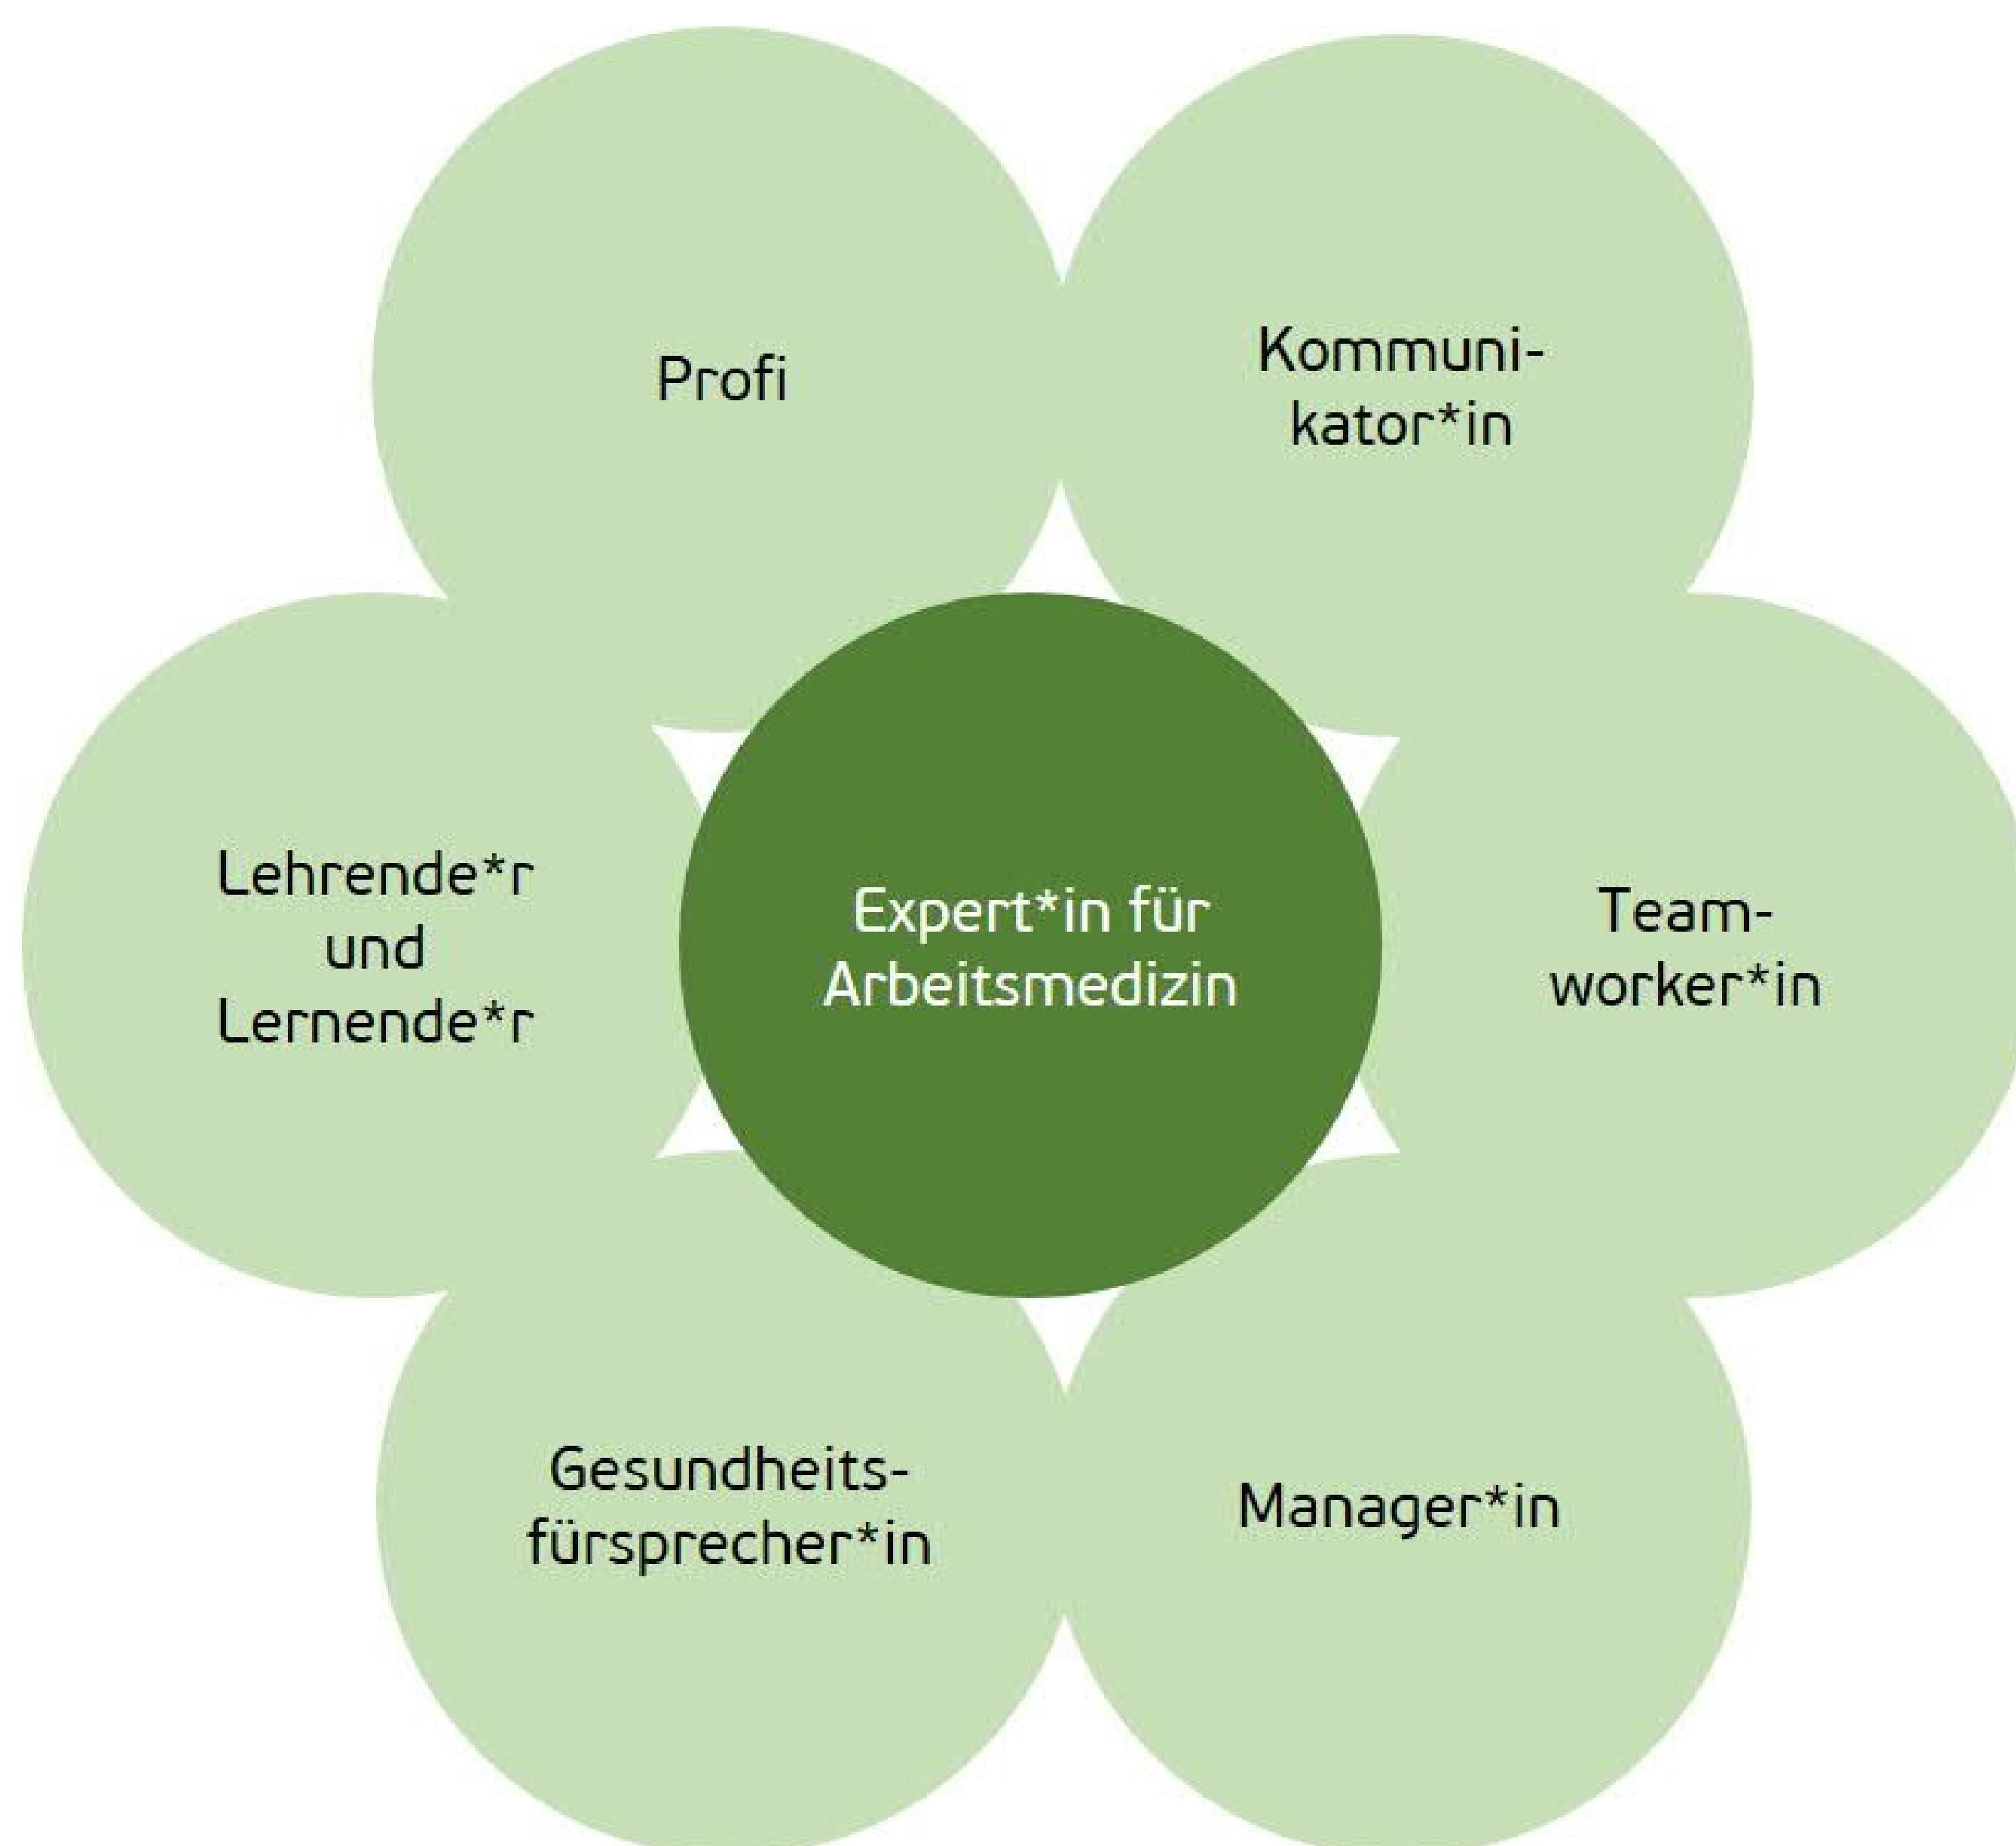 Profi
Kommuni-
kator*in
Lehrende*r
und
Lernende*r
Expert*in für
Arbeitsmedizin
Team-
worker*in
Gesundheits-
fürsprecher*in
Manager*in